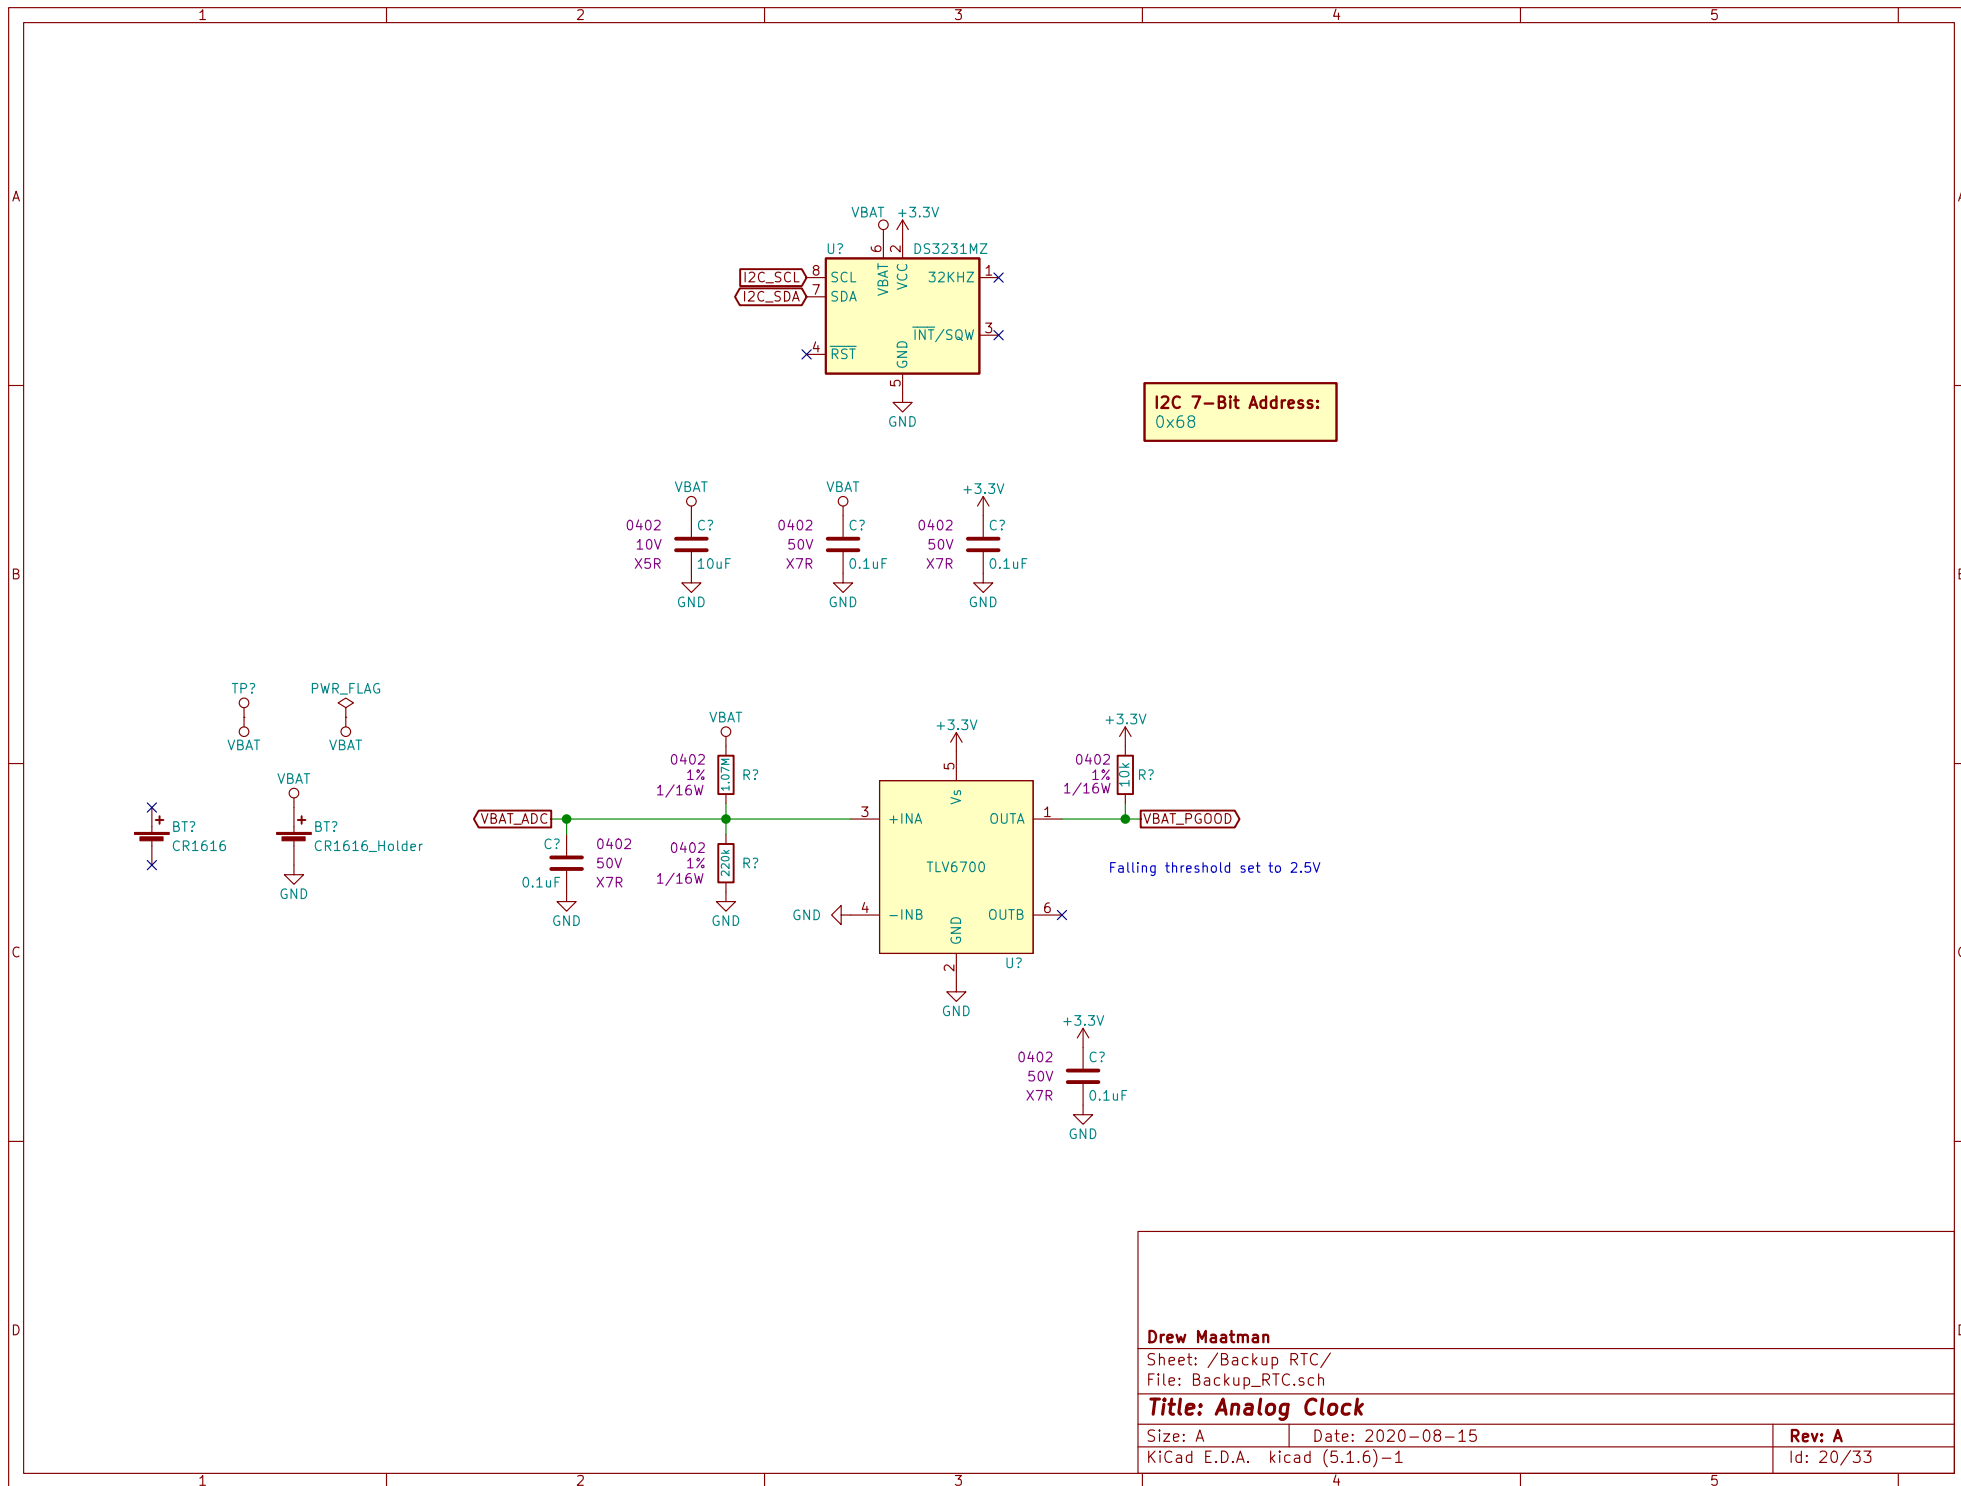 1 2 3 4 5
A
VBAT +3.3V
U? DS3231MZ
6 2
I2C_SCL 8 SCL VBAT VCC 32KHZ 1
I2C_SDA 7 SDA
INT/SQW 3
4 RST GND
5
GND
I2C 7-Bit Address:
0x68
VBAT VBAT +3.3V
0402 C? 0402 C? 0402 C?
10V 50V 50V
B
X5R 10uF X7R 0.1uF X7R 0.1uF
GND GND GND
TP? PWR_FLAG
VBAT VBAT
VBAT +3.3V +3.3V
0402 1.07M R?
1%
1/16W
0402 10k R?
1%
1/16W
VBAT
+ BT?
CR1616
+ BT?
CR1616_Holder
GND
VBAT_ADC
C? 0402
50V
0.1uF X7R
GND
0402 220k R?
1%
1/16W
GND
5
Vs
3 +INA OUTA 1 VBAT_PGOOD
TLV6700
Falling threshold set to 2.5V
GND 4 -INB OUTB 6
GND
2 U?
GND
C
+3.3V
0402 C?
50V
X7R 0.1uF
GND
D
Drew Maatman
Sheet: /Backup RTC/
File: Backup_RTC.sch
Title: Analog Clock
Size: A Date: 2020-08-15 Rev: A
KiCad E.D.A. kicad (5.1.6)-1 Id: 20/33
1 2 3 4 5